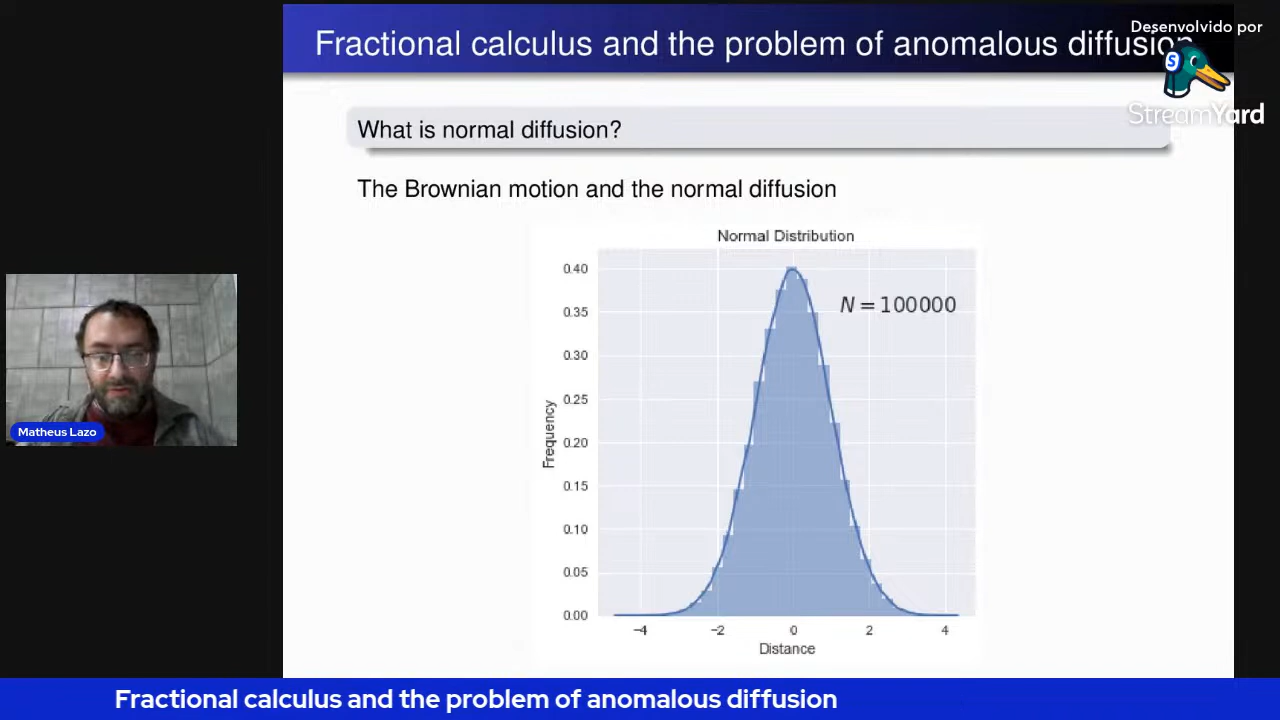 Fractional calculus and the problem of anomalous diffusion
Desenvolvido por
StreamYard
What is normal diffusion?
The Brownian motion and the normal diffusion
Normal Distribution
N = 100000
0.40
0.35
0.30
0.25
0.20
0.15
0.10
0.05
0.00
Frequency
−4 −2 0 2 4
Distance
Matheus Lazo
Fractional calculus and the problem of anomalous diffusion